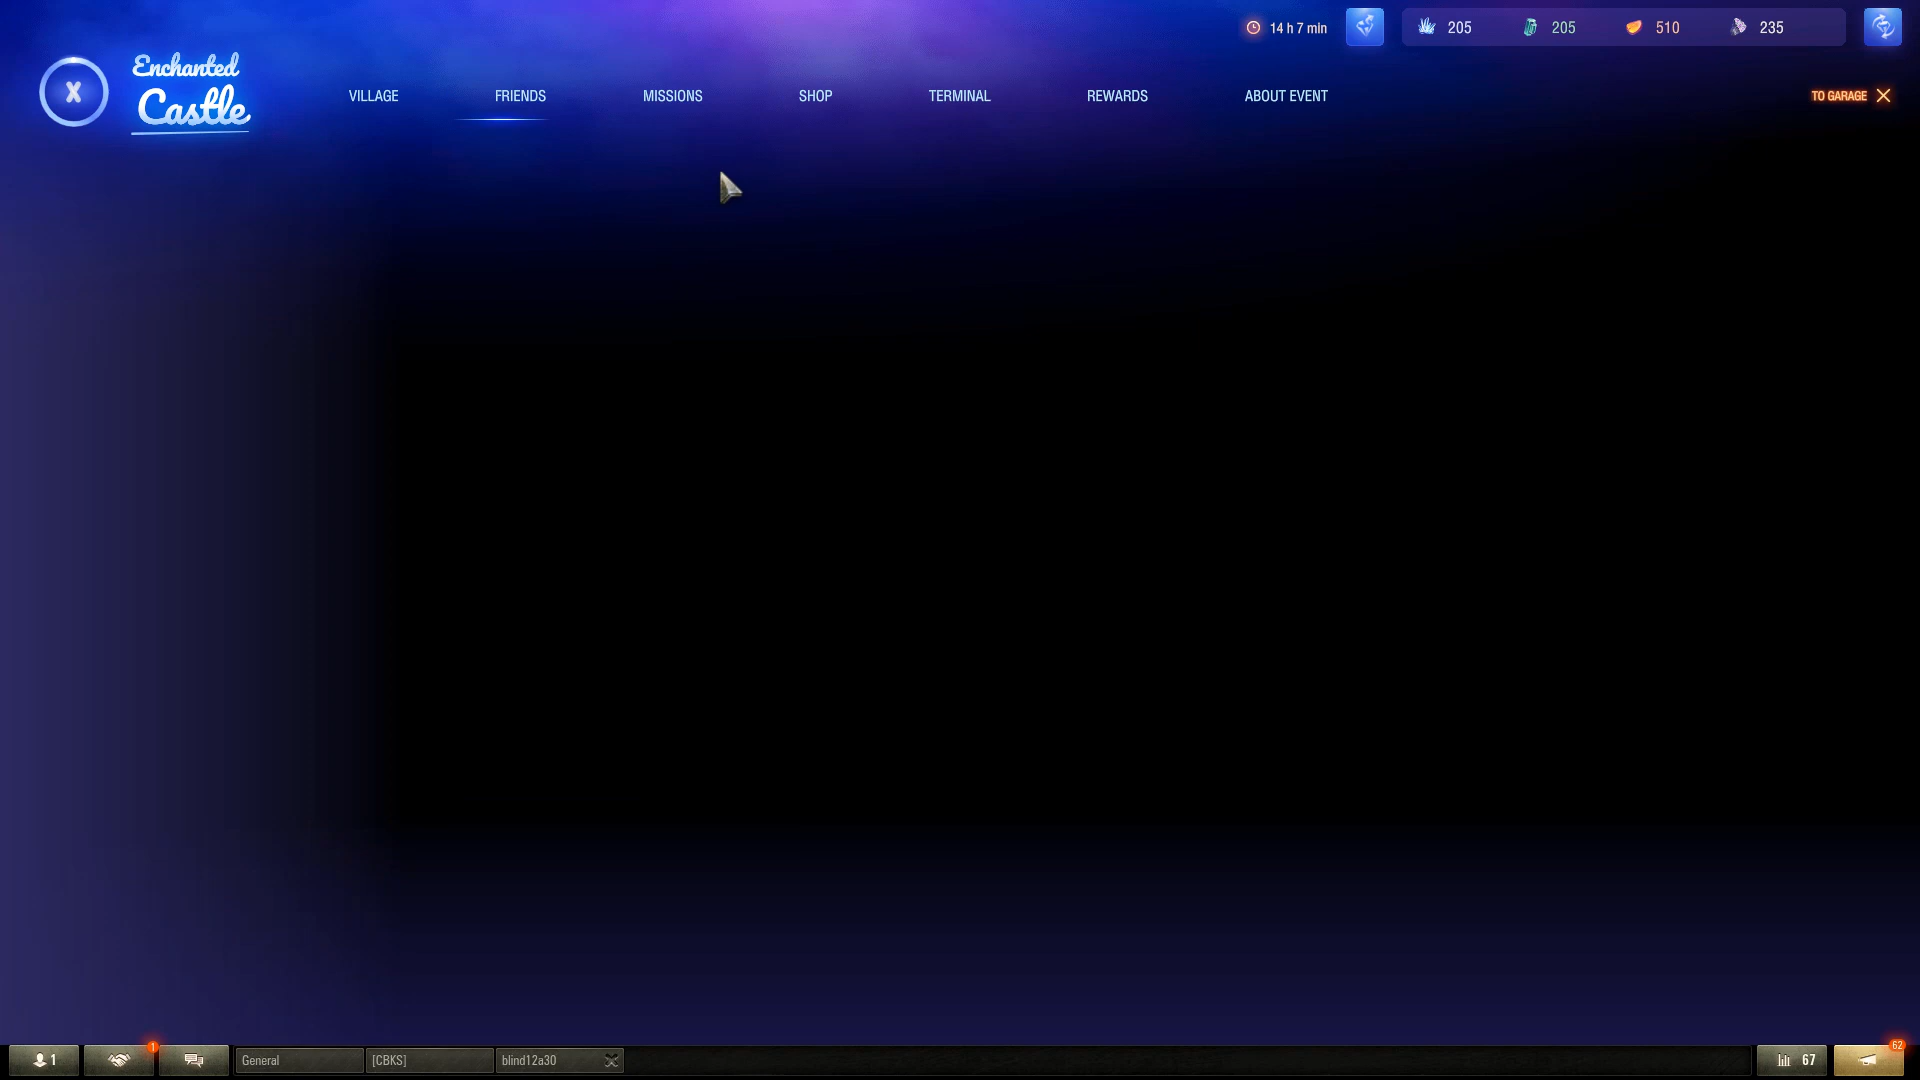 14 h 7 min
205
205
510
235
X
Enchanted
Castle
VILLAGE
FRIENDS
MISSIONS
SHOP
TERMINAL
REWARDS
ABOUT EVENT
TO GARAGE
1
1
General
[CBKS]
blind12a30
67
62